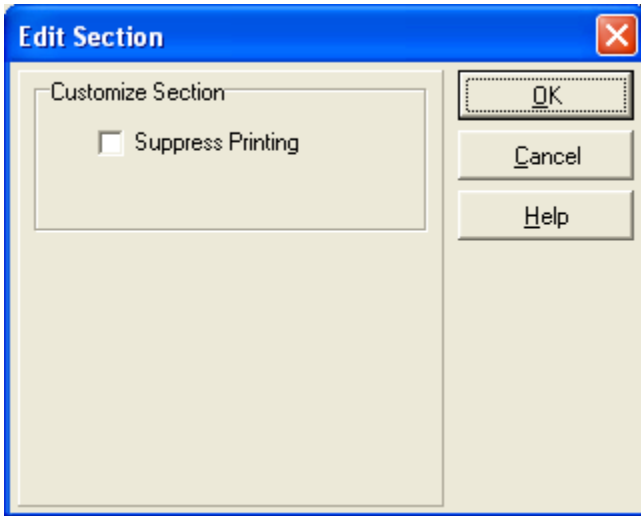 Edit Section
Customize Section
Suppress Printing
OK
Cancel
Help